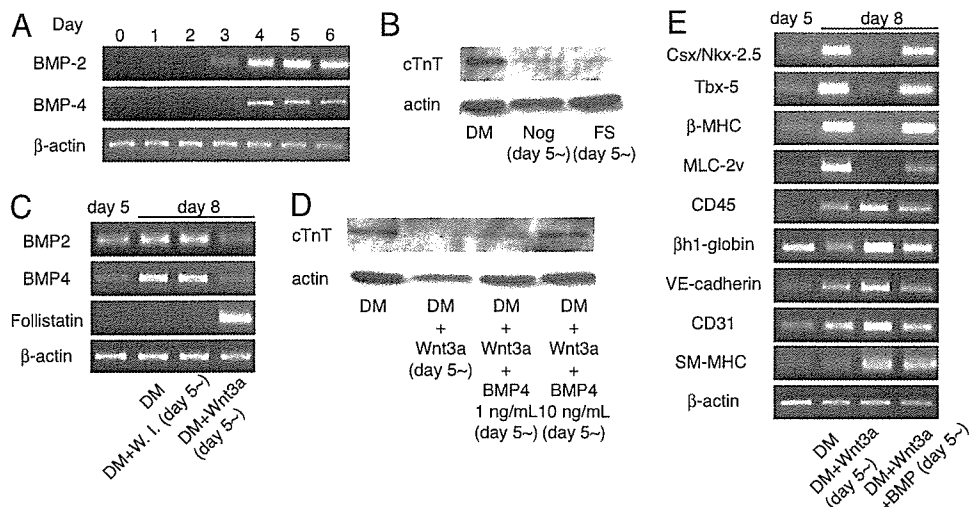 A
Day
0 1 2 3 4 5 6
BMP-2
BMP-4
β-actin
B
cTnT
actin
DM Nog FS
(day 5~) (day 5~)
C
day 5 day 8
BMP2
BMP4
Follistatin
β-actin
DM
DM+W. I. (day 5~)
DM+Wnt3a
(day 5~)
D
cTnT
actin
DM DM DM DM
+ + +
Wnt3a Wnt3a Wnt3a
(day 5~) + +
BMP4 BMP4
1 ng/mL 10 ng/mL
(day 5~) (day 5~)
E
day 5 day 8
Csx/Nkx-2.5
Tbx-5
β-MHC
MLC-2v
CD45
βh1-globin
VE-cadherin
CD31
SM-MHC
β-actin
DM
DM+Wnt3a
(day 5~)
DM+Wnt3a
+BMP (day 5~)